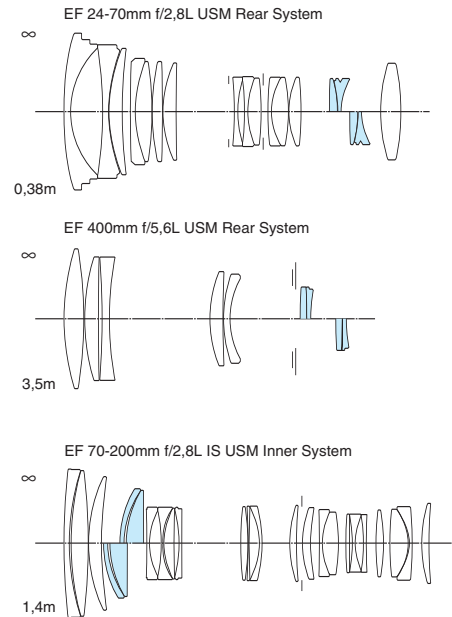 EF 24-70mm f/2,8L USM Rear System
∞
0,38m
EF 400mm f/5,6L USM Rear System
∞
3,5m
EF 70-200mm f/2,8L IS USM Inner System
∞
1,4m